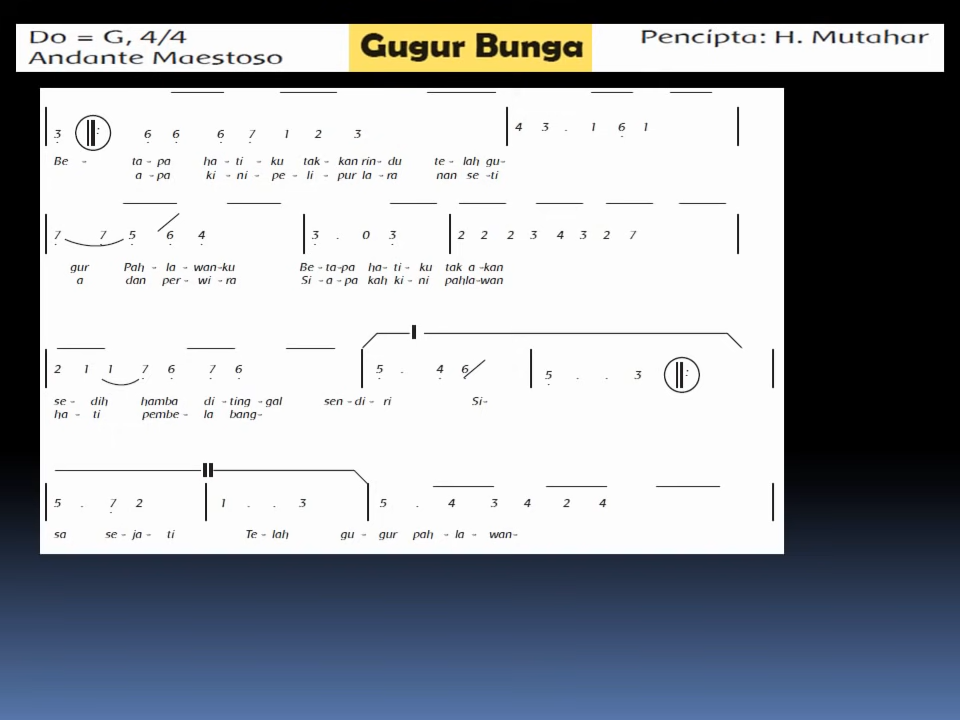 Do = G, 4/4
Andante Maestoso
Gugur Bunga
Pencipta: H. Mutahar
3 6 6 6 7 1 2 3 4 3 . 1 6 1
Be - ta - pa ha - ti - ku tak - kan rin - du te - lah gu-
a - pa ki - ni - pe - li - pur la - ra nan se - ti
7 7 5 6 4 3 . 0 3 2 2 2 3 4 3 2 7
gur Pah - la - wan-ku Be - ta-pa ha - ti - ku tak a -kan
a dan per - wi - ra Si - a - pa kah ki - ni pahla-wan
I
2 1 1 7 6 7 6 5 . 4 6 5 . . 3
se - dih hamba di - ting - gal sen - di - ri Si-
ha - ti pembe - la bang-
II
5 . 7 2 1 . . 3 5 . 4 3 4 2 4
sa se - ja - ti Te - lah gu - gur pah - la - wan-